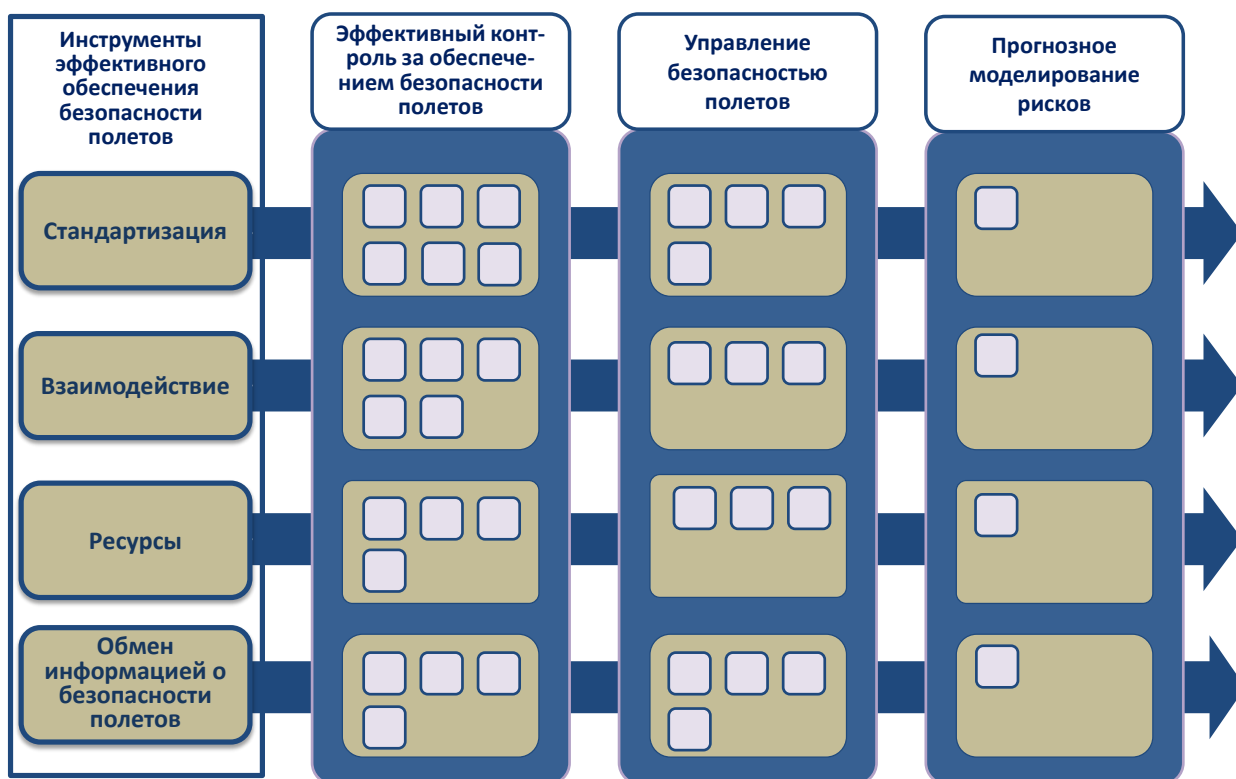 Инструменты
эффективного
обеспечения
безопасности
полетов
Эффективный конт-
роль за обеспече-
нием безопасности
полетов
Управление
безопасностью
полетов
Прогнозное
моделирование
рисков
Стандартизация
Взаимодействие
Ресурсы
Обмен
информацией о
безопасности
полетов